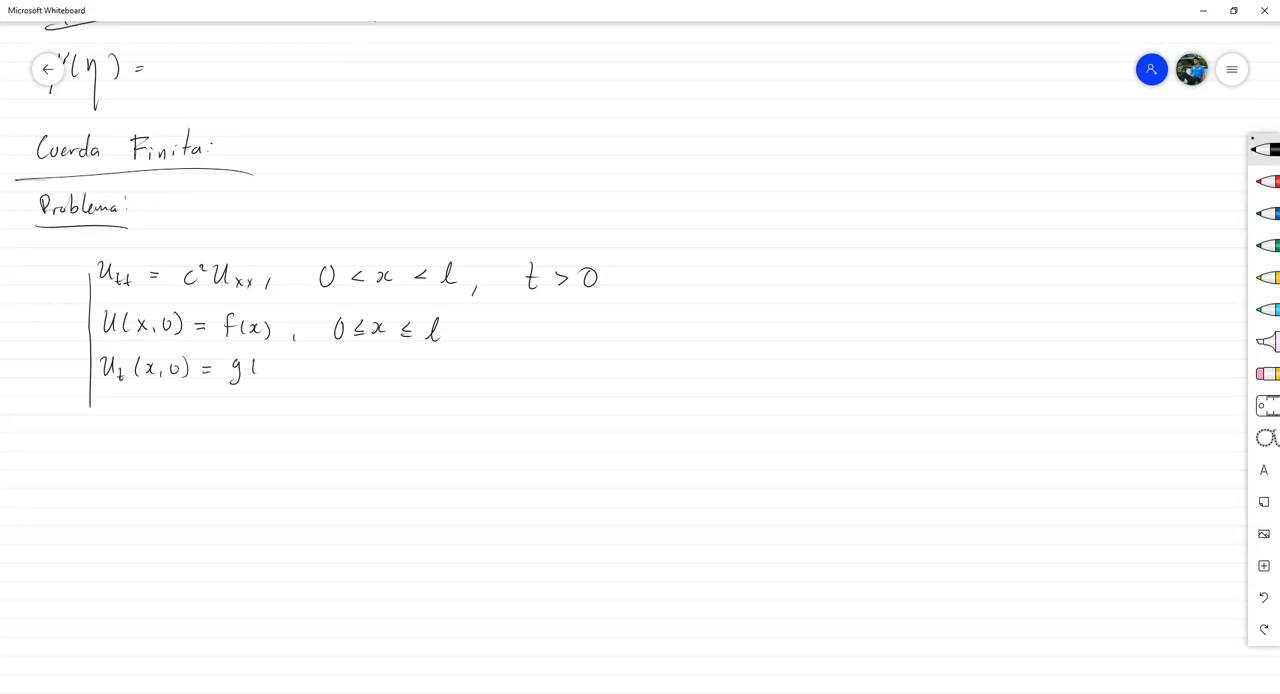 Microsoft Whiteboard
(η) =
Cuerda Finita:
Problema:
u_tt = c²u_xx, 0 < x < l, t > 0
u(x,0) = f(x), 0 ≤ x ≤ l
u_t(x,0) = g(
A